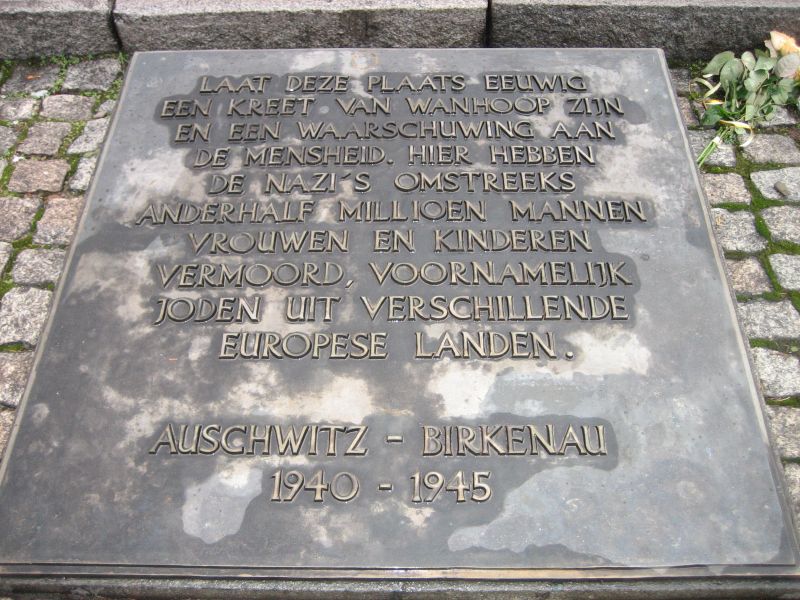 LAAT DEZE PLAATS EEUWIG
EEN KREET VAN WANHOOP ZIJN
EN EEN WAARSCHUWING AAN
DE MENSHEID. HIER HEBBEN
DE NAZI´S OMSTREEKS
ANDERHALF MILLIOEN MANNEN
VROUWEN EN KINDEREN
VERMOORD, VOORNAMELIJK
JODEN UIT VERSCHILLENDE
EUROPESE LANDEN.
AUSCHWITZ - BIRKENAU
1940 - 1945